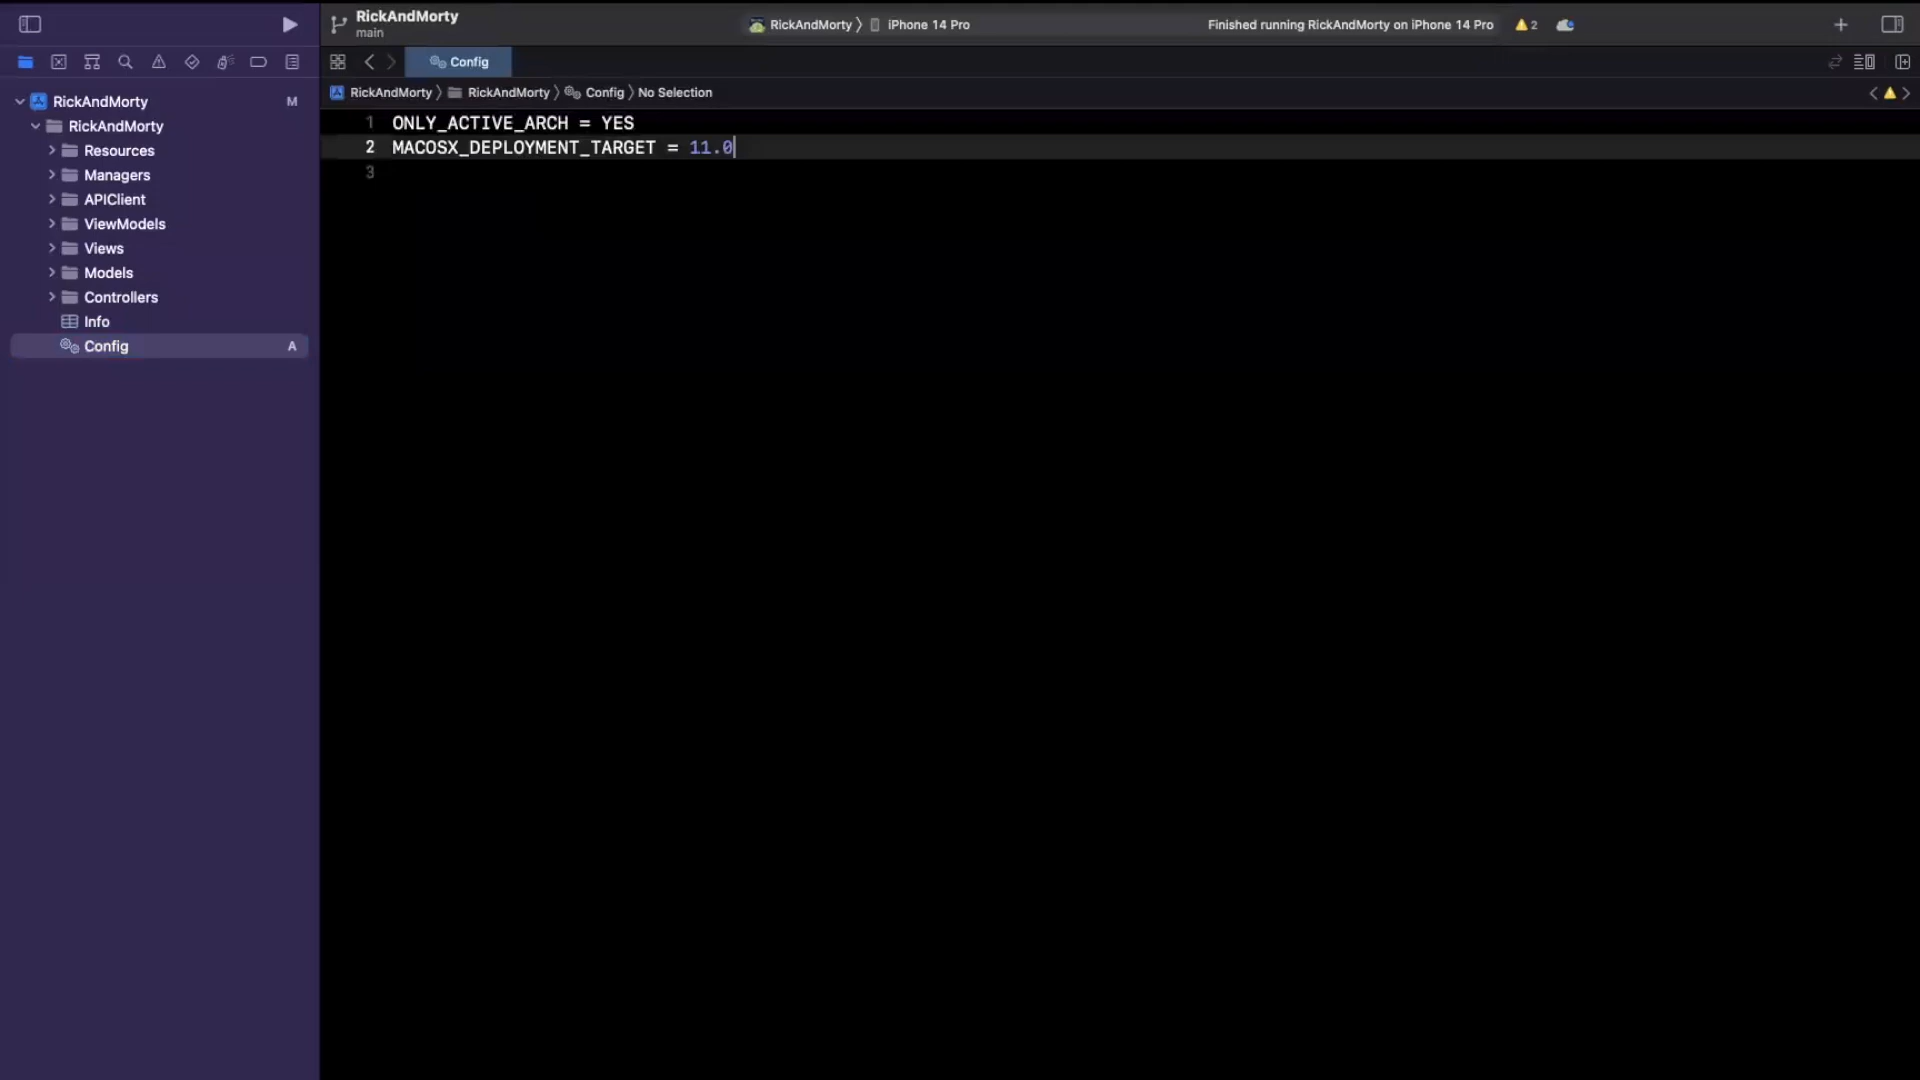 RickAndMorty
main
RickAndMorty
iPhone 14 Pro
Finished running RickAndMorty on iPhone 14 Pro
2
Config
RickAndMorty
RickAndMorty
Config
No Selection
RickAndMorty M
RickAndMorty
Resources
Managers
APIClient
ViewModels
Views
Models
Controllers
Info
Config A
1 ONLY_ACTIVE_ARCH = YES
2 MACOSX_DEPLOYMENT_TARGET = 11.0
3